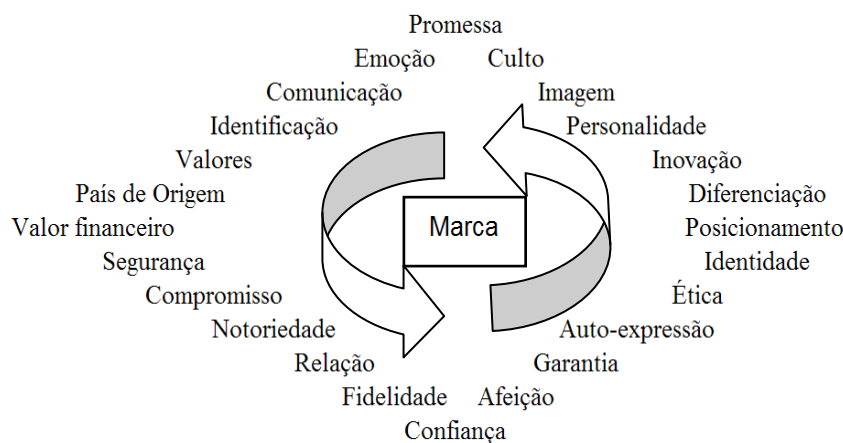 Promessa
Emoção Culto
Comunicação Imagem
Identificação Personalidade
Valores Inovação
País de Origem Diferenciação
Valor financeiro Marca Posicionamento
Segurança Identidade
Compromisso Ética
Notoriedade Auto-expressão
Relação Garantia
Fidelidade Afeição
Confiança